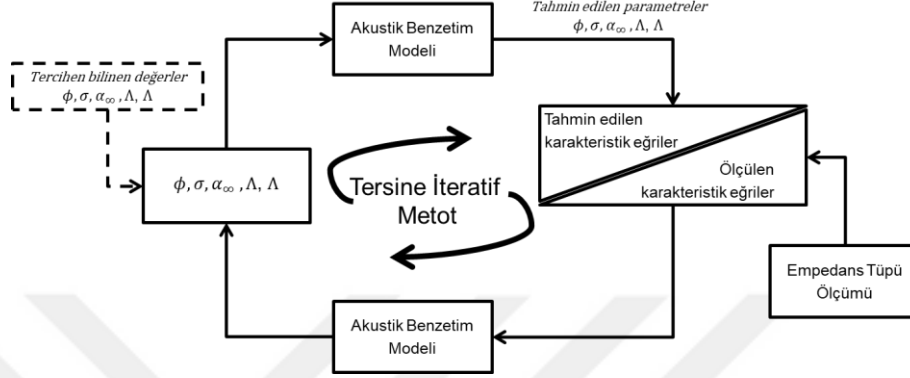 Akustik Benzetim
Modeli
Tahmin edilen parametreler
ϕ, σ, α∞, Λ, Λ
Tercihen bilinen değerler
ϕ, σ, α∞, Λ, Λ
Tahmin edilen
karakteristik eğriler
Ölçülen
karakteristik eğriler
ϕ, σ, α∞, Λ, Λ
Tersine İteratif
Metot
Empedans Tüpü
Ölçümü
Akustik Benzetim
Modeli